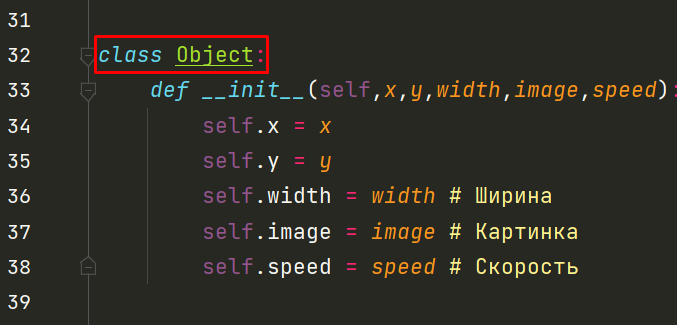 31
32 class Object:
33 def __init__(self,x,y,width,image,speed):
34 self.x = x
35 self.y = y
36 self.width = width # Ширина
37 self.image = image # Картинка
38 self.speed = speed # Скорость
39